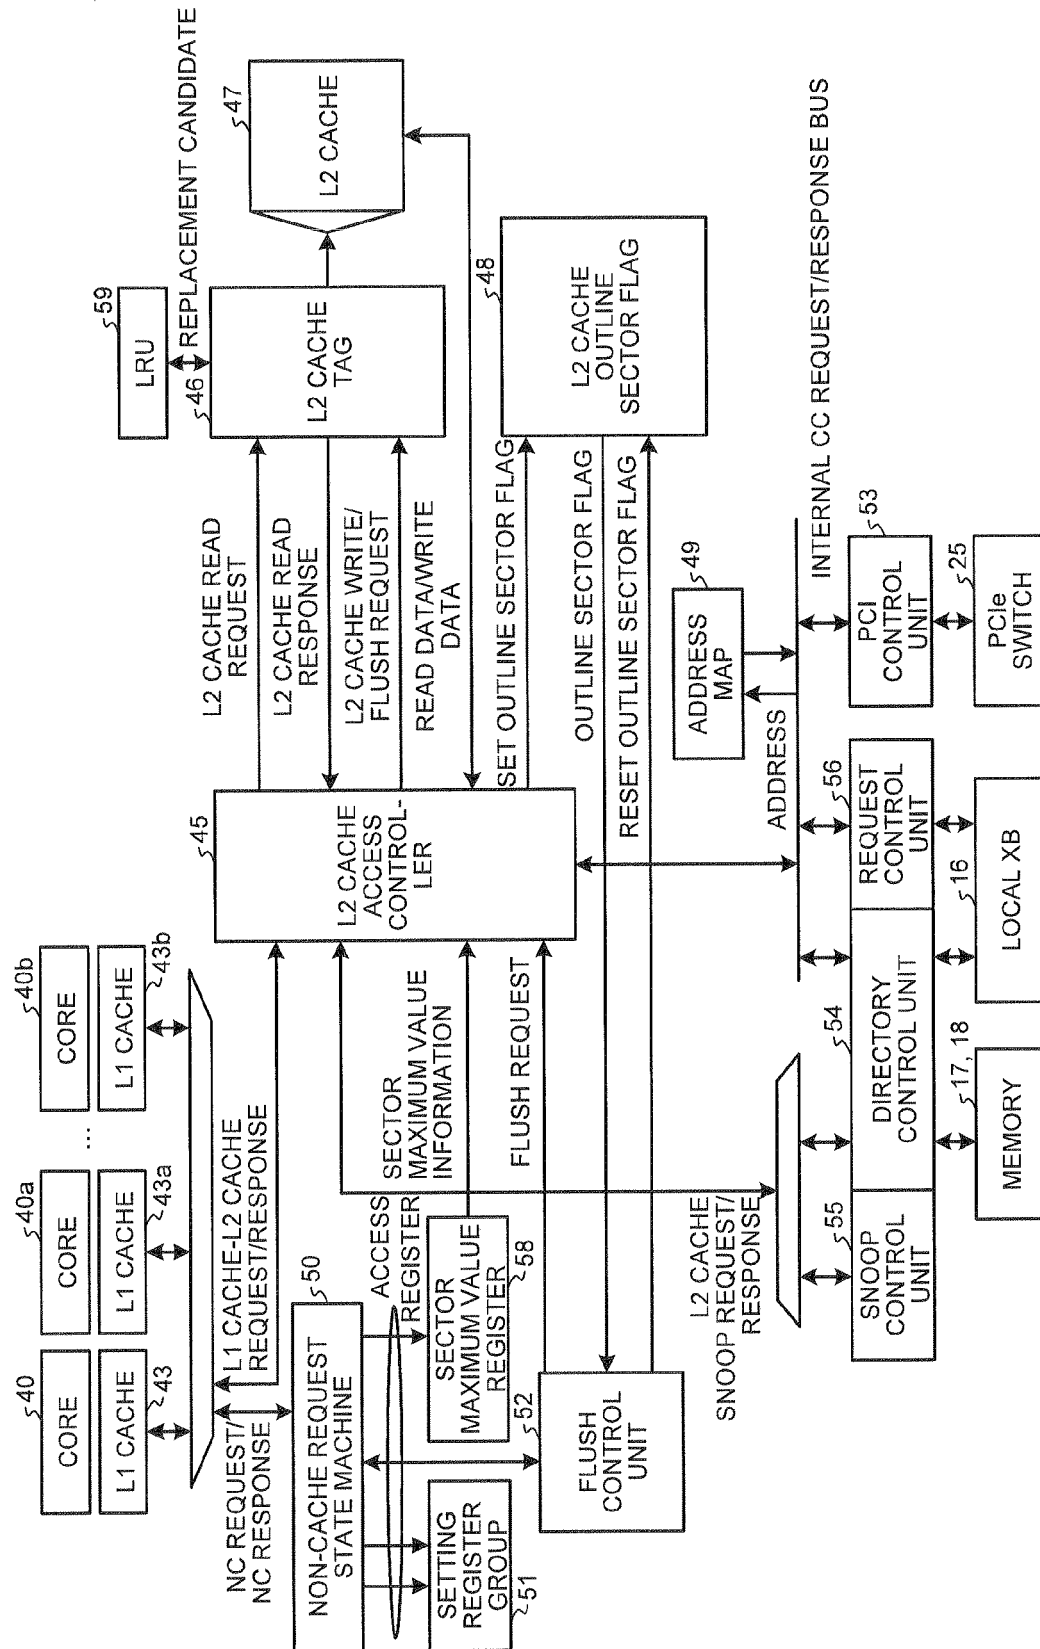 40
CORE
L1 CACHE
43
40a
CORE
L1 CACHE
43a
...
40b
CORE
L1 CACHE
43b
NC REQUEST/
NC RESPONSE
L1 CACHE-L2 CACHE
REQUEST/RESPONSE
50
NON-CACHE REQUEST
STATE MACHINE
ACCESS
REGISTER
SETTING
REGISTER
GROUP
51
SECTOR
MAXIMUM VALUE
REGISTER
58
SECTOR
MAXIMUM VALUE
INFORMATION
52
FLUSH
CONTROL
UNIT
FLUSH REQUEST
45
L2 CACHE
ACCESS
CONTROL-
LER
L2 CACHE READ
REQUEST
L2 CACHE READ
RESPONSE
L2 CACHE WRITE/
FLUSH REQUEST
READ DATA/WRITE
DATA
SET OUTLINE SECTOR FLAG
OUTLINE SECTOR FLAG
RESET OUTLINE SECTOR FLAG
59
LRU
REPLACEMENT CANDIDATE
46
L2 CACHE
TAG
47
L2 CACHE
48
L2 CACHE
OUTLINE
SECTOR FLAG
L2 CACHE
SNOOP REQUEST/
RESPONSE
49
ADDRESS
MAP
ADDRESS
INTERNAL CC REQUEST/RESPONSE BUS
55
SNOOP
CONTROL
UNIT
54
DIRECTORY
CONTROL UNIT
56
REQUEST
CONTROL
UNIT
53
PCI
CONTROL
UNIT
17, 18
MEMORY
16
LOCAL XB
25
PCIe
SWITCH